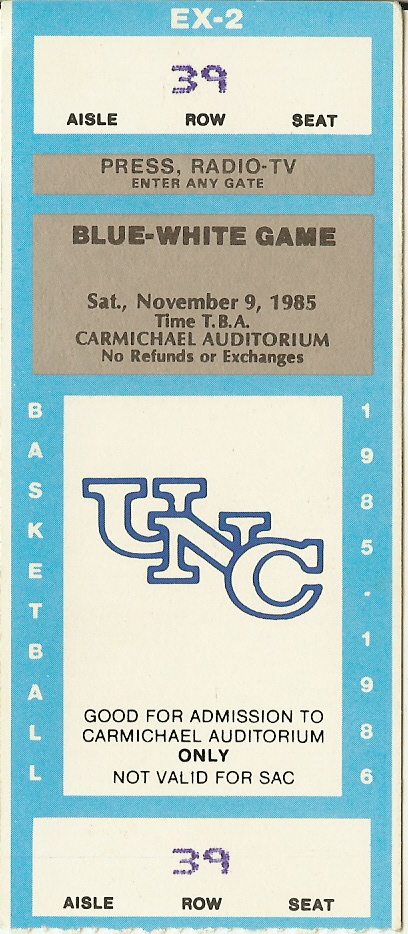 EX-2
39
AISLE ROW SEAT
PRESS, RADIO-TV
ENTER ANY GATE
BLUE-WHITE GAME
Sat., November 9, 1985
Time T.B.A.
CARMICHAEL AUDITORIUM
No Refunds or Exchanges
BASKETBALL
1985-1986
UNC
GOOD FOR ADMISSION TO
CARMICHAEL AUDITORIUM
ONLY
NOT VALID FOR SAC
39
AISLE ROW SEAT